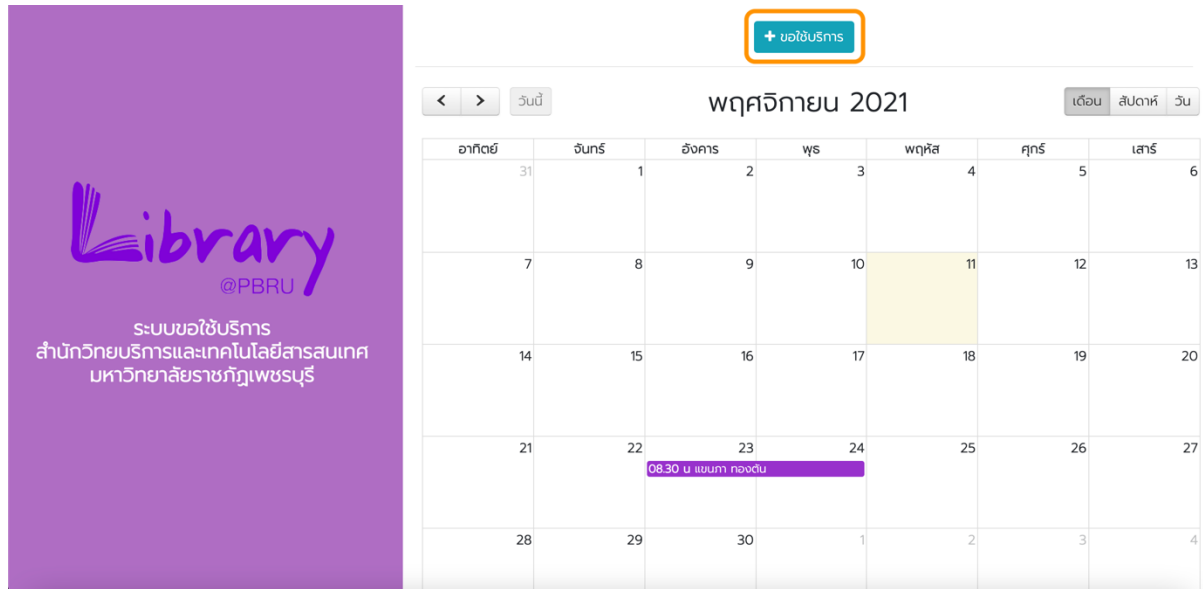 Library
@PBRU
ระบบขอใช้บริการ
สำนักวิทยบริการและเทคโนโลยีสารสนเทศ
มหาวิทยาลัยราชภัฏเพชรบุรี
+ ขอใช้บริการ
< > วันนี้ พฤศจิกายน 2021 เดือน สัปดาห์ วัน
อาทิตย์ จันทร์ อังคาร พุธ พฤหัส ศุกร์ เสาร์
31 1 2 3 4 5 6
7 8 9 10 11 12 13
14 15 16 17 18 19 20
21 22 23 24 25 26 27
08.30 น แขนภา ทองตัน
28 29 30 1 2 3 4